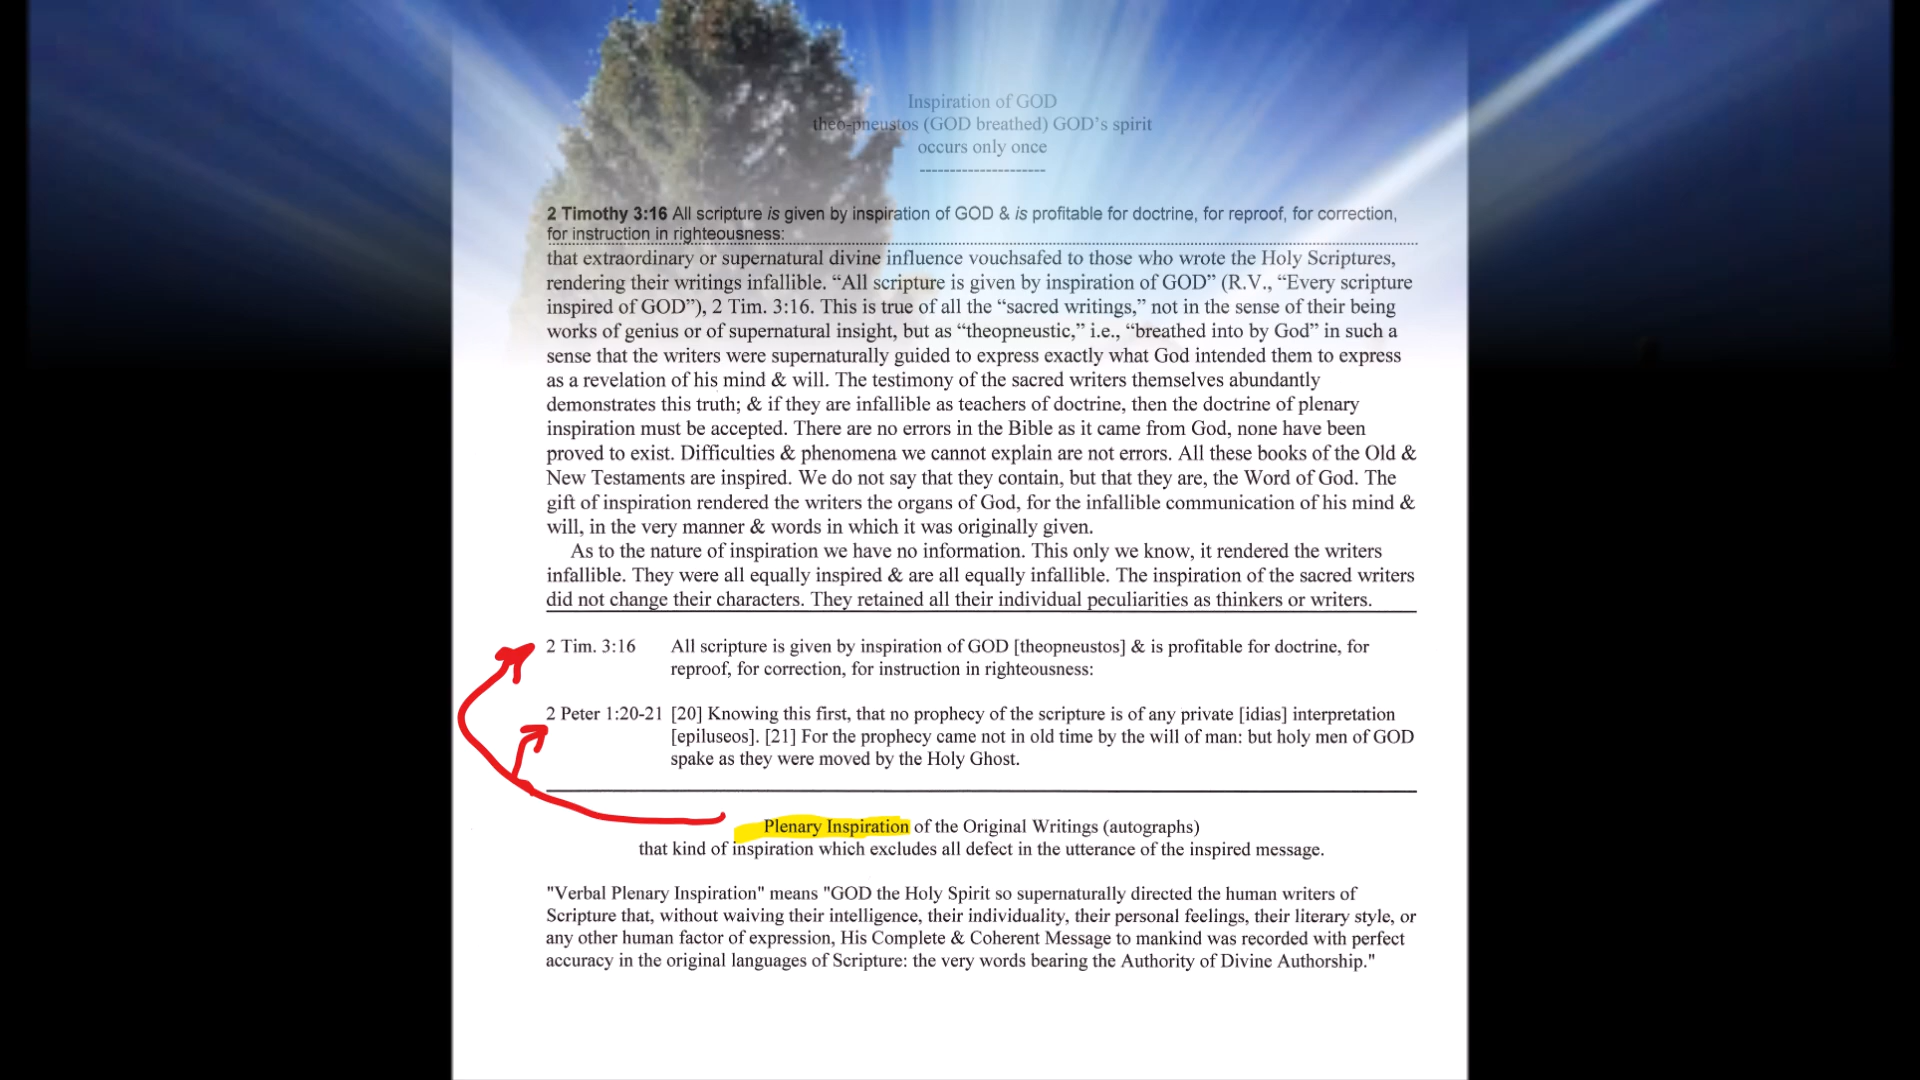 Inspiration of GOD
theo-pneustos (GOD breathed) GOD's spirit
occurs only once
---------------------
2 Timothy 3:16 All scripture is given by inspiration of GOD & is profitable for doctrine, for reproof, for correction,
for instruction in righteousness:
that extraordinary or supernatural divine influence vouchsafed to those who wrote the Holy Scriptures,
rendering their writings infallible. “All scripture is given by inspiration of GOD” (R.V., “Every scripture
inspired of GOD”), 2 Tim. 3:16. This is true of all the “sacred writings,” not in the sense of their being
works of genius or of supernatural insight, but as “theopneustic,” i.e., “breathed into by God” in such a
sense that the writers were supernaturally guided to express exactly what God intended them to express
as a revelation of his mind & will. The testimony of the sacred writers themselves abundantly
demonstrates this truth; & if they are infallible as teachers of doctrine, then the doctrine of plenary
inspiration must be accepted. There are no errors in the Bible as it came from God, none have been
proved to exist. Difficulties & phenomena we cannot explain are not errors. All these books of the Old &
New Testaments are inspired. We do not say that they contain, but that they are, the Word of God. The
gift of inspiration rendered the writers the organs of God, for the infallible communication of his mind &
will, in the very manner & words in which it was originally given.
As to the nature of inspiration we have no information. This only we know, it rendered the writers
infallible. They were all equally inspired & are all equally infallible. The inspiration of the sacred writers
did not change their characters. They retained all their individual peculiarities as thinkers or writers.
2 Tim. 3:16 All scripture is given by inspiration of GOD [theopneustos] & is profitable for doctrine, for
reproof, for correction, for instruction in righteousness:
2 Peter 1:20-21 [20] Knowing this first, that no prophecy of the scripture is of any private [idias] interpretation
[epiluseos]. [21] For the prophecy came not in old time by the will of man: but holy men of GOD
spake as they were moved by the Holy Ghost.
Plenary Inspiration of the Original Writings (autographs)
that kind of inspiration which excludes all defect in the utterance of the inspired message.
"Verbal Plenary Inspiration" means "GOD the Holy Spirit so supernaturally directed the human writers of
Scripture that, without waiving their intelligence, their individuality, their personal feelings, their literary style, or
any other human factor of expression, His Complete & Coherent Message to mankind was recorded with perfect
accuracy in the original languages of Scripture: the very words bearing the Authority of Divine Authorship."